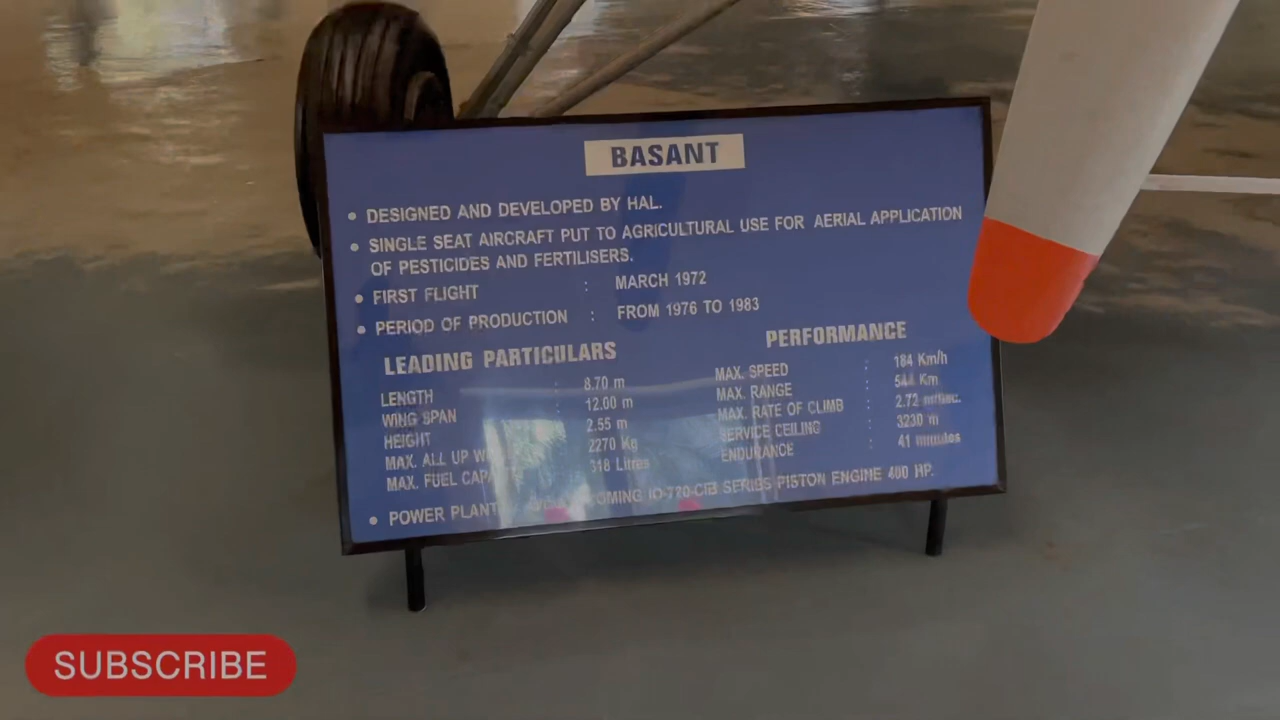 BASANT
• DESIGNED AND DEVELOPED BY HAL.
• SINGLE SEAT AIRCRAFT PUT TO AGRICULTURAL USE FOR AERIAL APPLICATION
OF PESTICIDES AND FERTILISERS.
• FIRST FLIGHT : MARCH 1972
• PERIOD OF PRODUCTION : FROM 1976 TO 1983
LEADING PARTICULARS
LENGTH : 8.70 m
WING SPAN : 12.00 m
HEIGHT : 2.55 m
MAX. ALL UP 2270 Kg
MAX. FUEL 318 Litres
PERFORMANCE
MAX. SPEED : 184 Km/h
MAX. RANGE : Km
MAX. RATE OF CLIMB : 2.72
SERVICE CEILING : 3230 m
ENDURANCE : 41 minutes
• POWER PLANT SERIES PISTON ENGINE 400 HP.
SUBSCRIBE